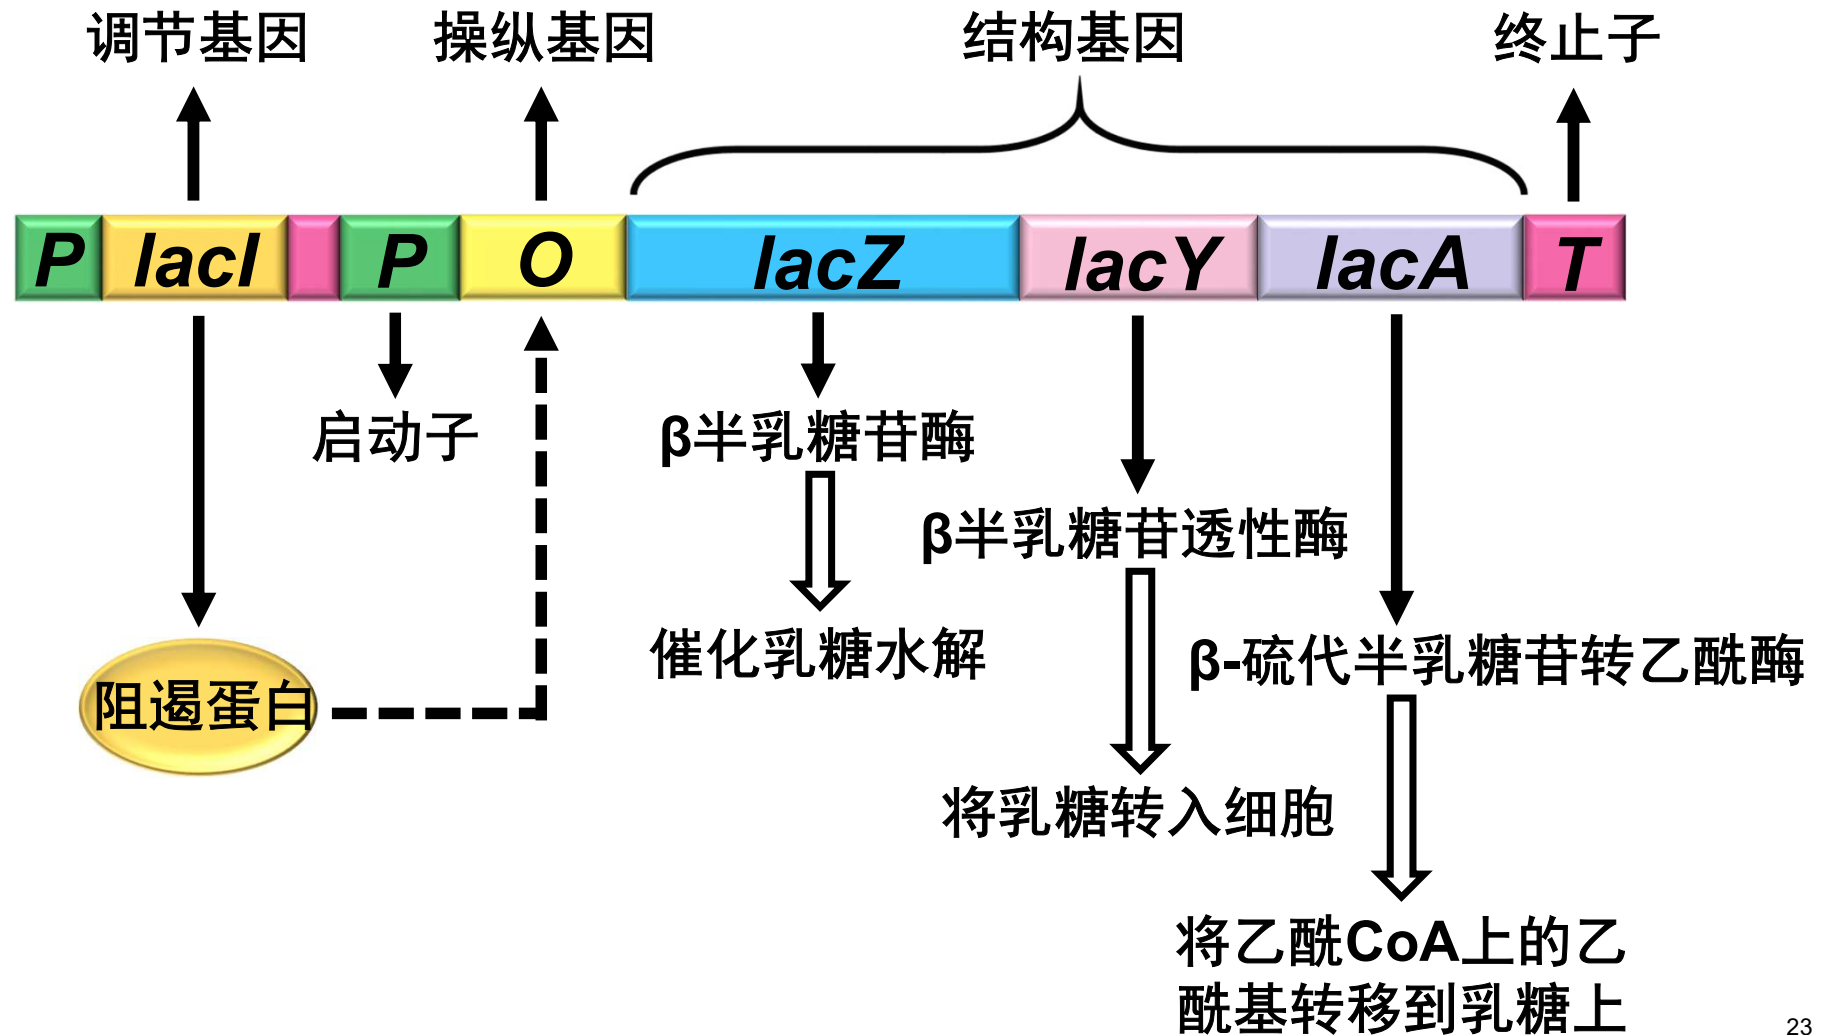 调节基因
操纵基因
结构基因
终止子
P
lacI
P
O
lacZ
lacY
lacA
T
启动子
β半乳糖苷酶
β半乳糖苷透性酶
催化乳糖水解
β-硫代半乳糖苷转乙酰酶
阻遏蛋白
将乳糖转入细胞
将乙酰CoA上的乙
酰基转移到乳糖上
23